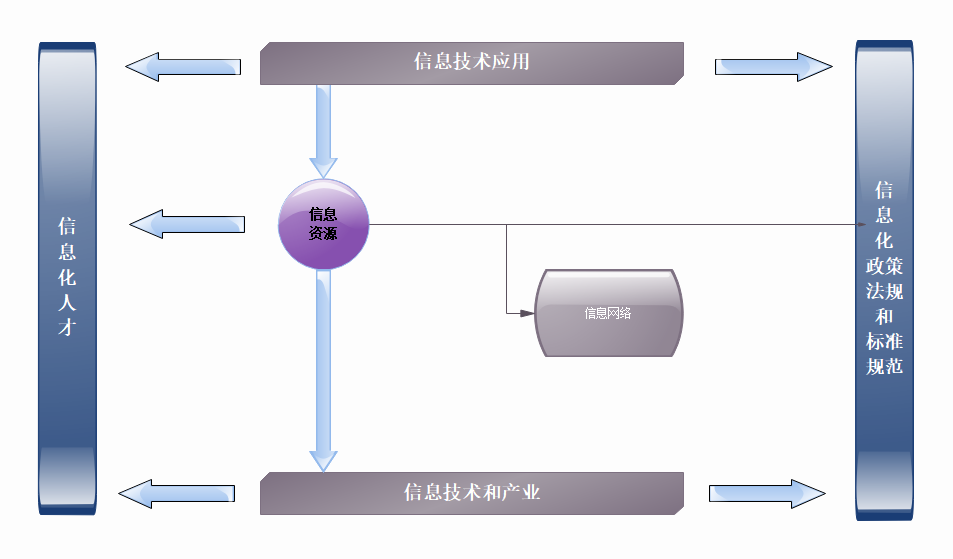 信息技术应用
信
息
化
人
才
信息
资源
信息网络
信
息
化
政策
法规
和
标准
规范
信息技术和产业